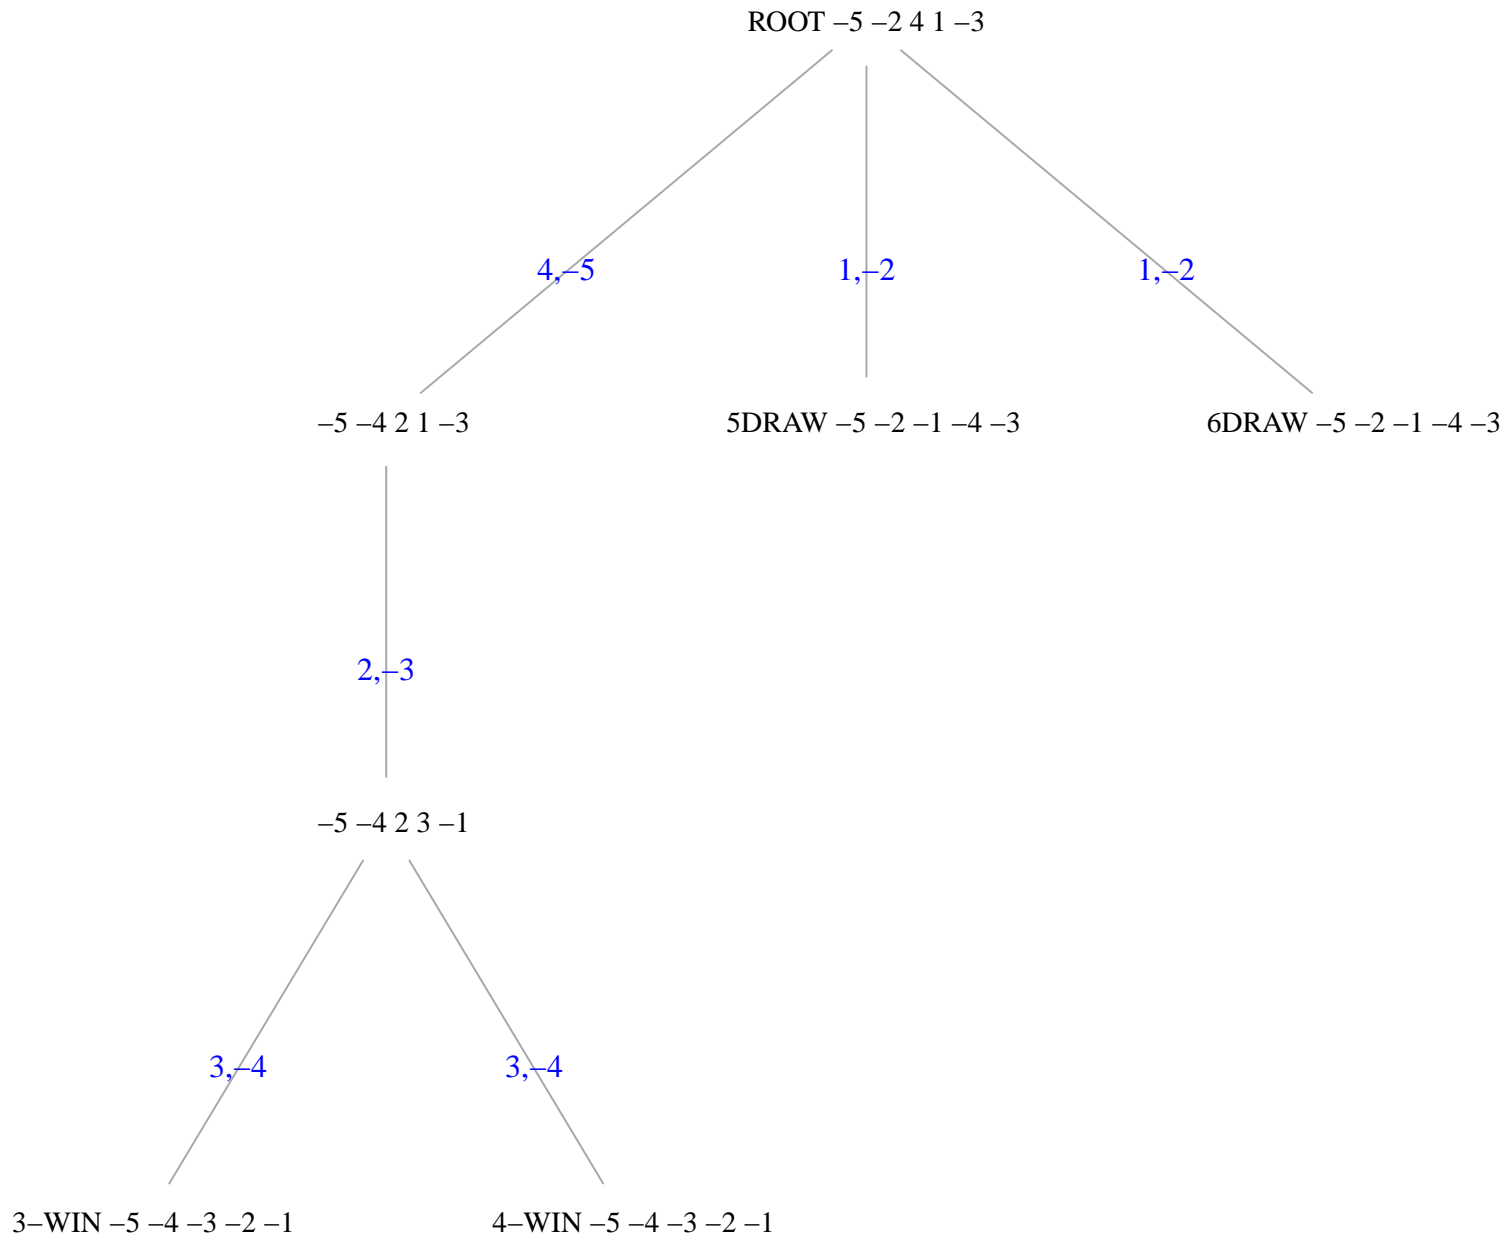 ROOT –5 –2 4 1 –3
4,–5
1,–2
1,–2
–5 –4 2 1 –3
5DRAW –5 –2 –1 –4 –3
6DRAW –5 –2 –1 –4 –3
2,–3
–5 –4 2 3 –1
3,–4
3,–4
3–WIN –5 –4 –3 –2 –1
4–WIN –5 –4 –3 –2 –1